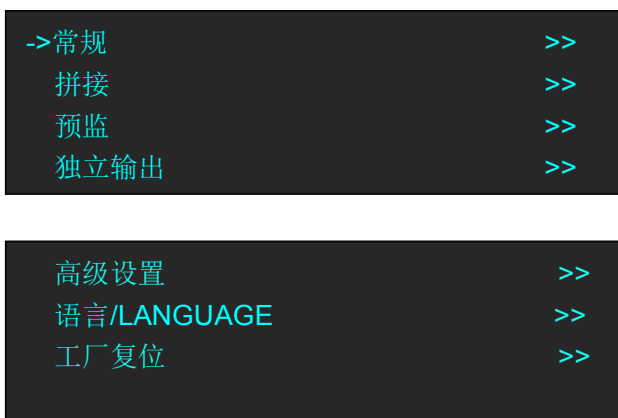 ->常规 >>
拼接 >>
预监 >>
独立输出 >>
高级设置 >>
语言/LANGUAGE >>
工厂复位 >>